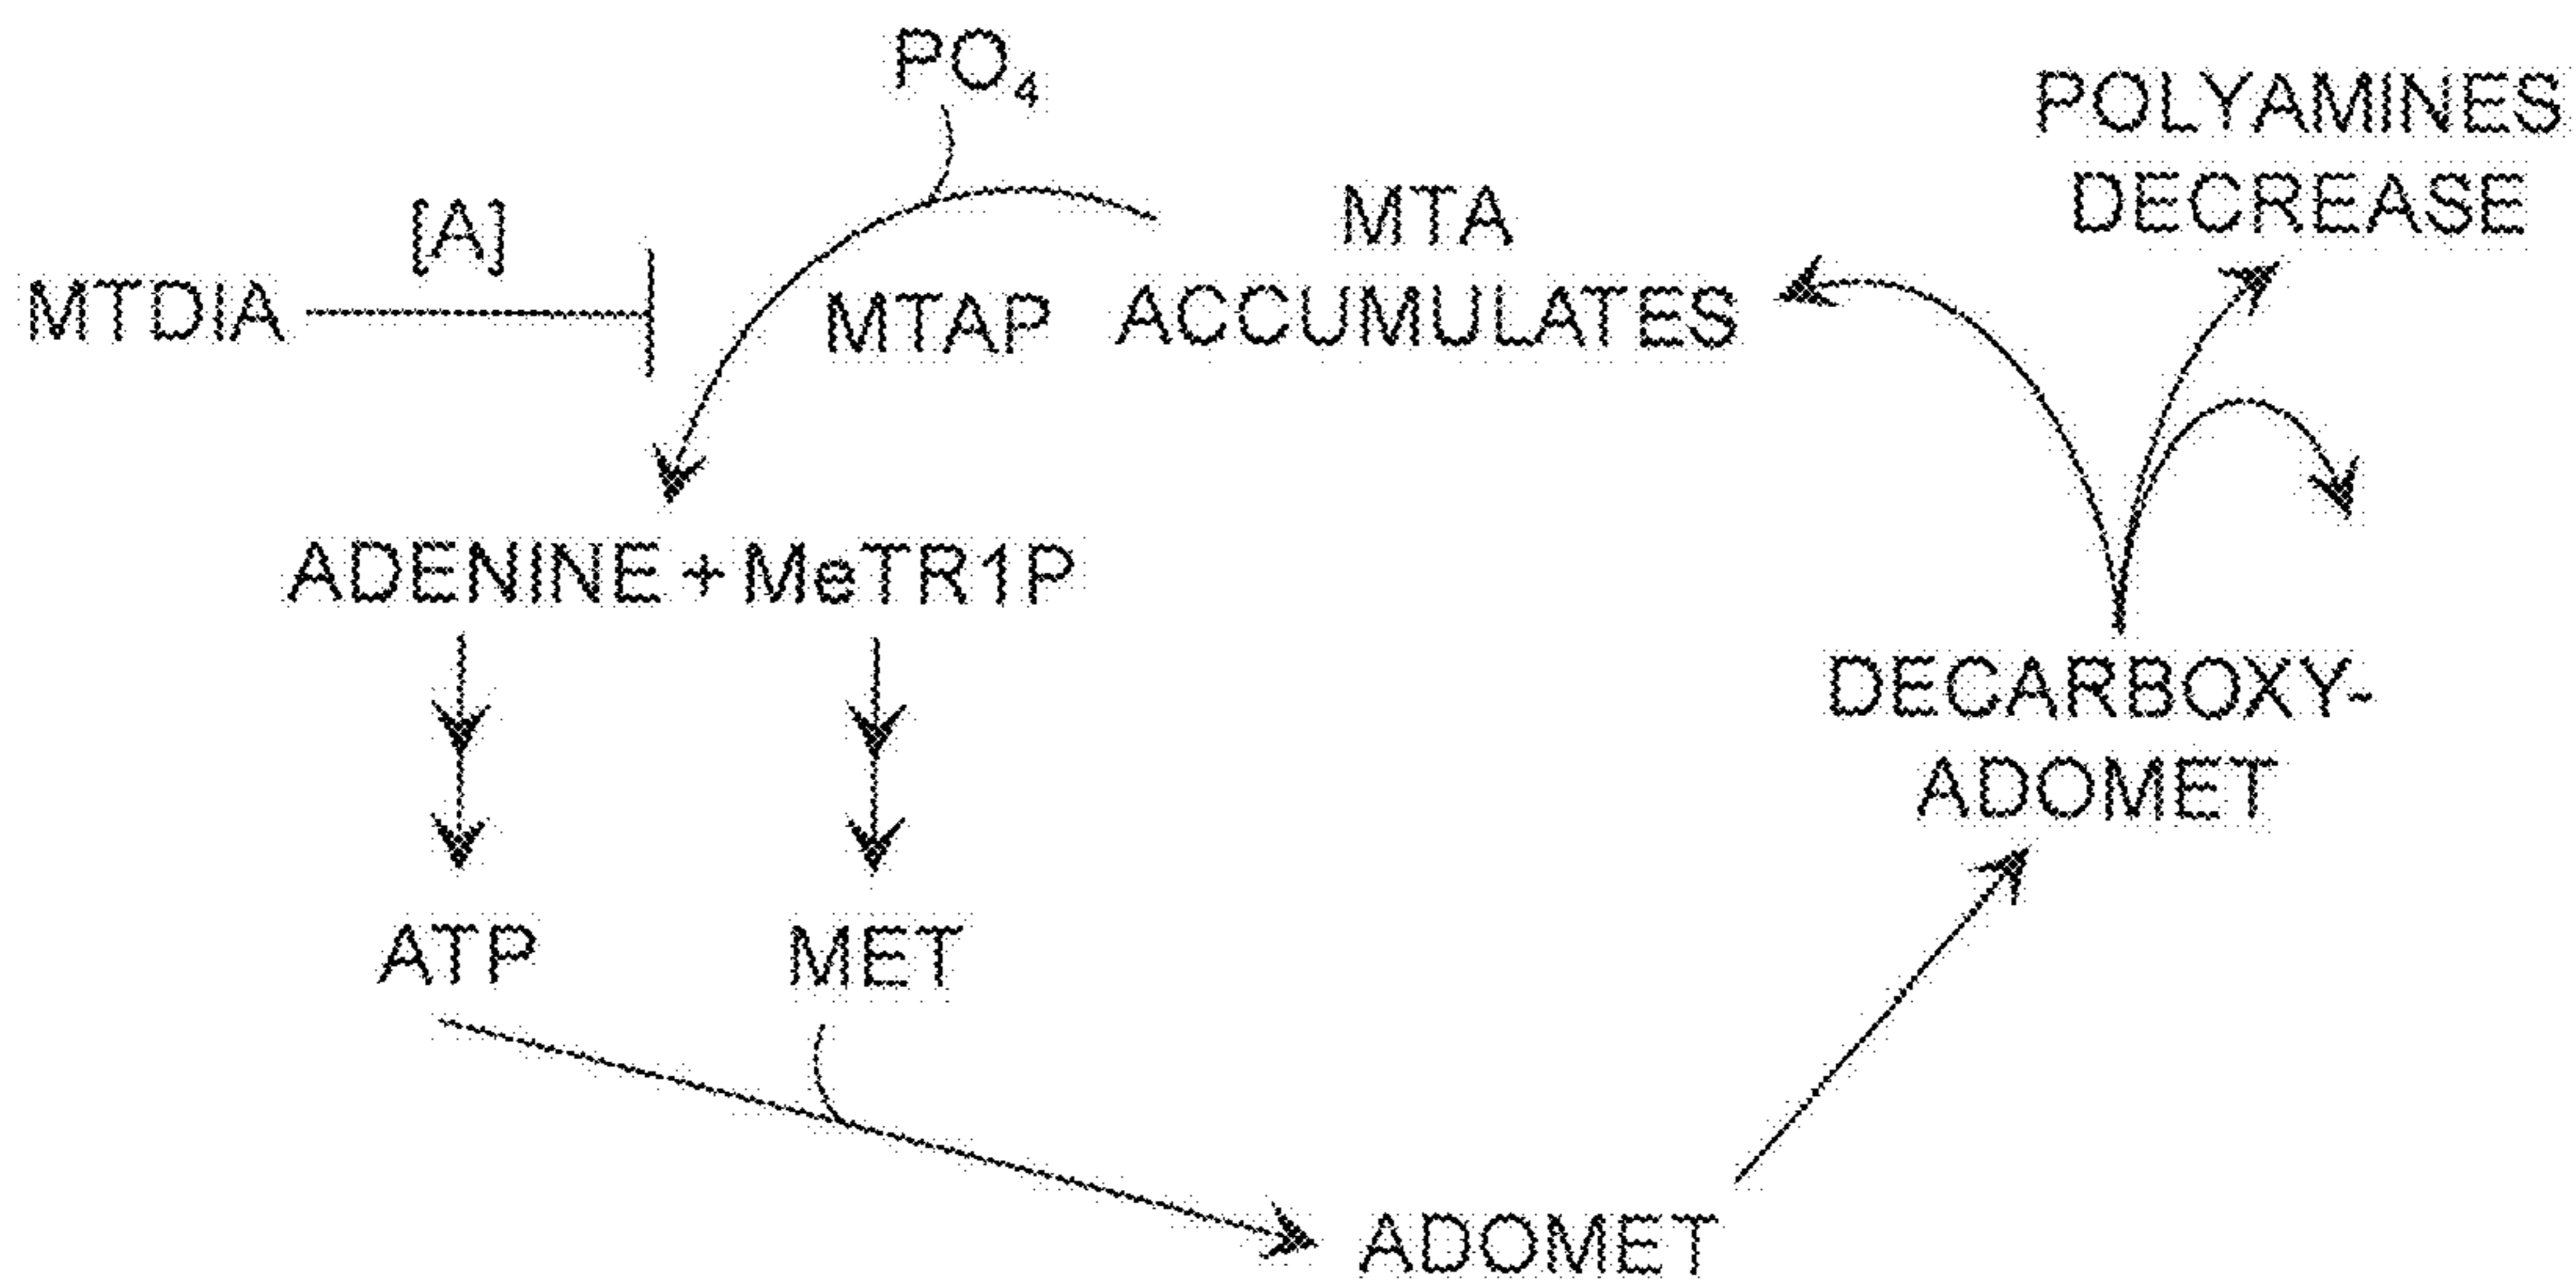 PO4
POLYAMINES
DECREASE
[A]
MTDIA
MTAP
MTA
ACCUMULATES
ADENINE + MeTR1P
DECARBOXY-
ADOMET
ATP
MET
ADOMET